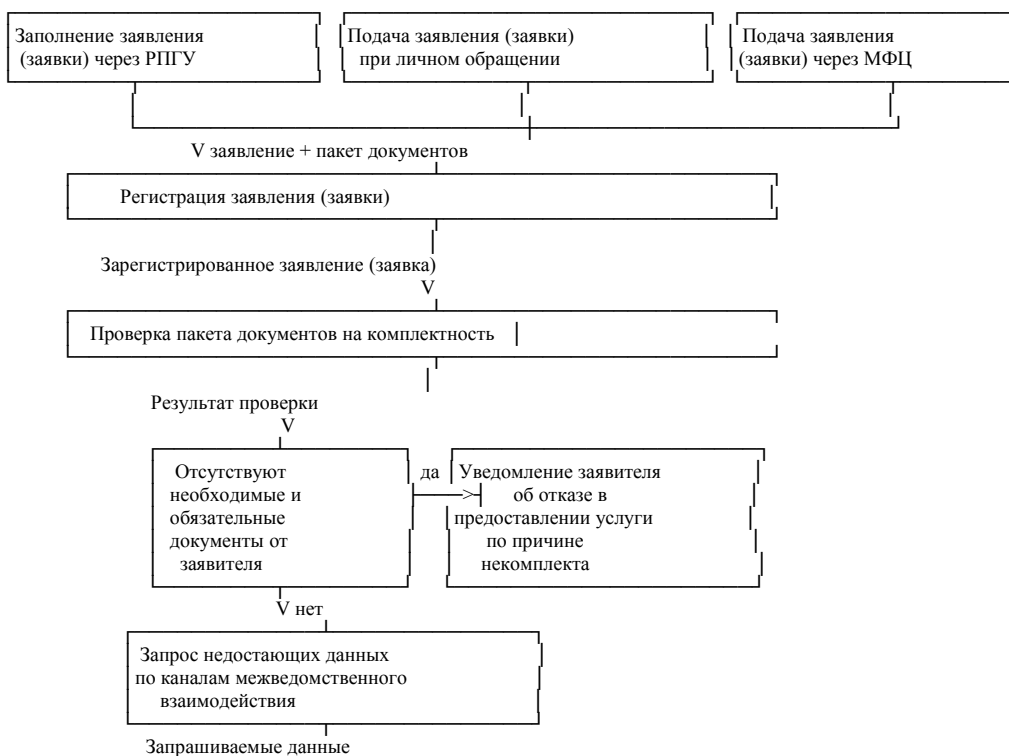 Заполнение заявления
(заявки) через РПГУ
Подача заявления (заявки)
при личном обращении
Подача заявления
(заявки) через МФЦ
V заявление + пакет документов
Регистрация заявления (заявки)
Зарегистрированное заявление (заявка)
V
Проверка пакета документов на комплектность
Результат проверки
V
Отсутствуют
необходимые и
обязательные
документы от
заявителя
да
>
Уведомление заявителя
об отказе в
предоставлении услуги
по причине
некомплекта
V нет
Запрос недостающих данных
по каналам межведомственного
взаимодействия
Запрашиваемые данные